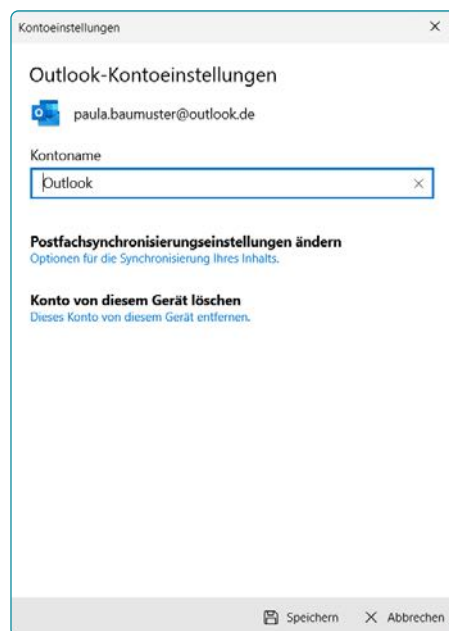 Kontoeinstellungen
Outlook-Kontoeinstellungen
paula.baumuster@outlook.de
Kontoname
Outlook
Postfachsynchronisierungseinstellungen ändern
Optionen für die Synchronisierung Ihres Inhalts.
Konto von diesem Gerät löschen
Dieses Konto von diesem Gerät entfernen.
Speichern Abbrechen